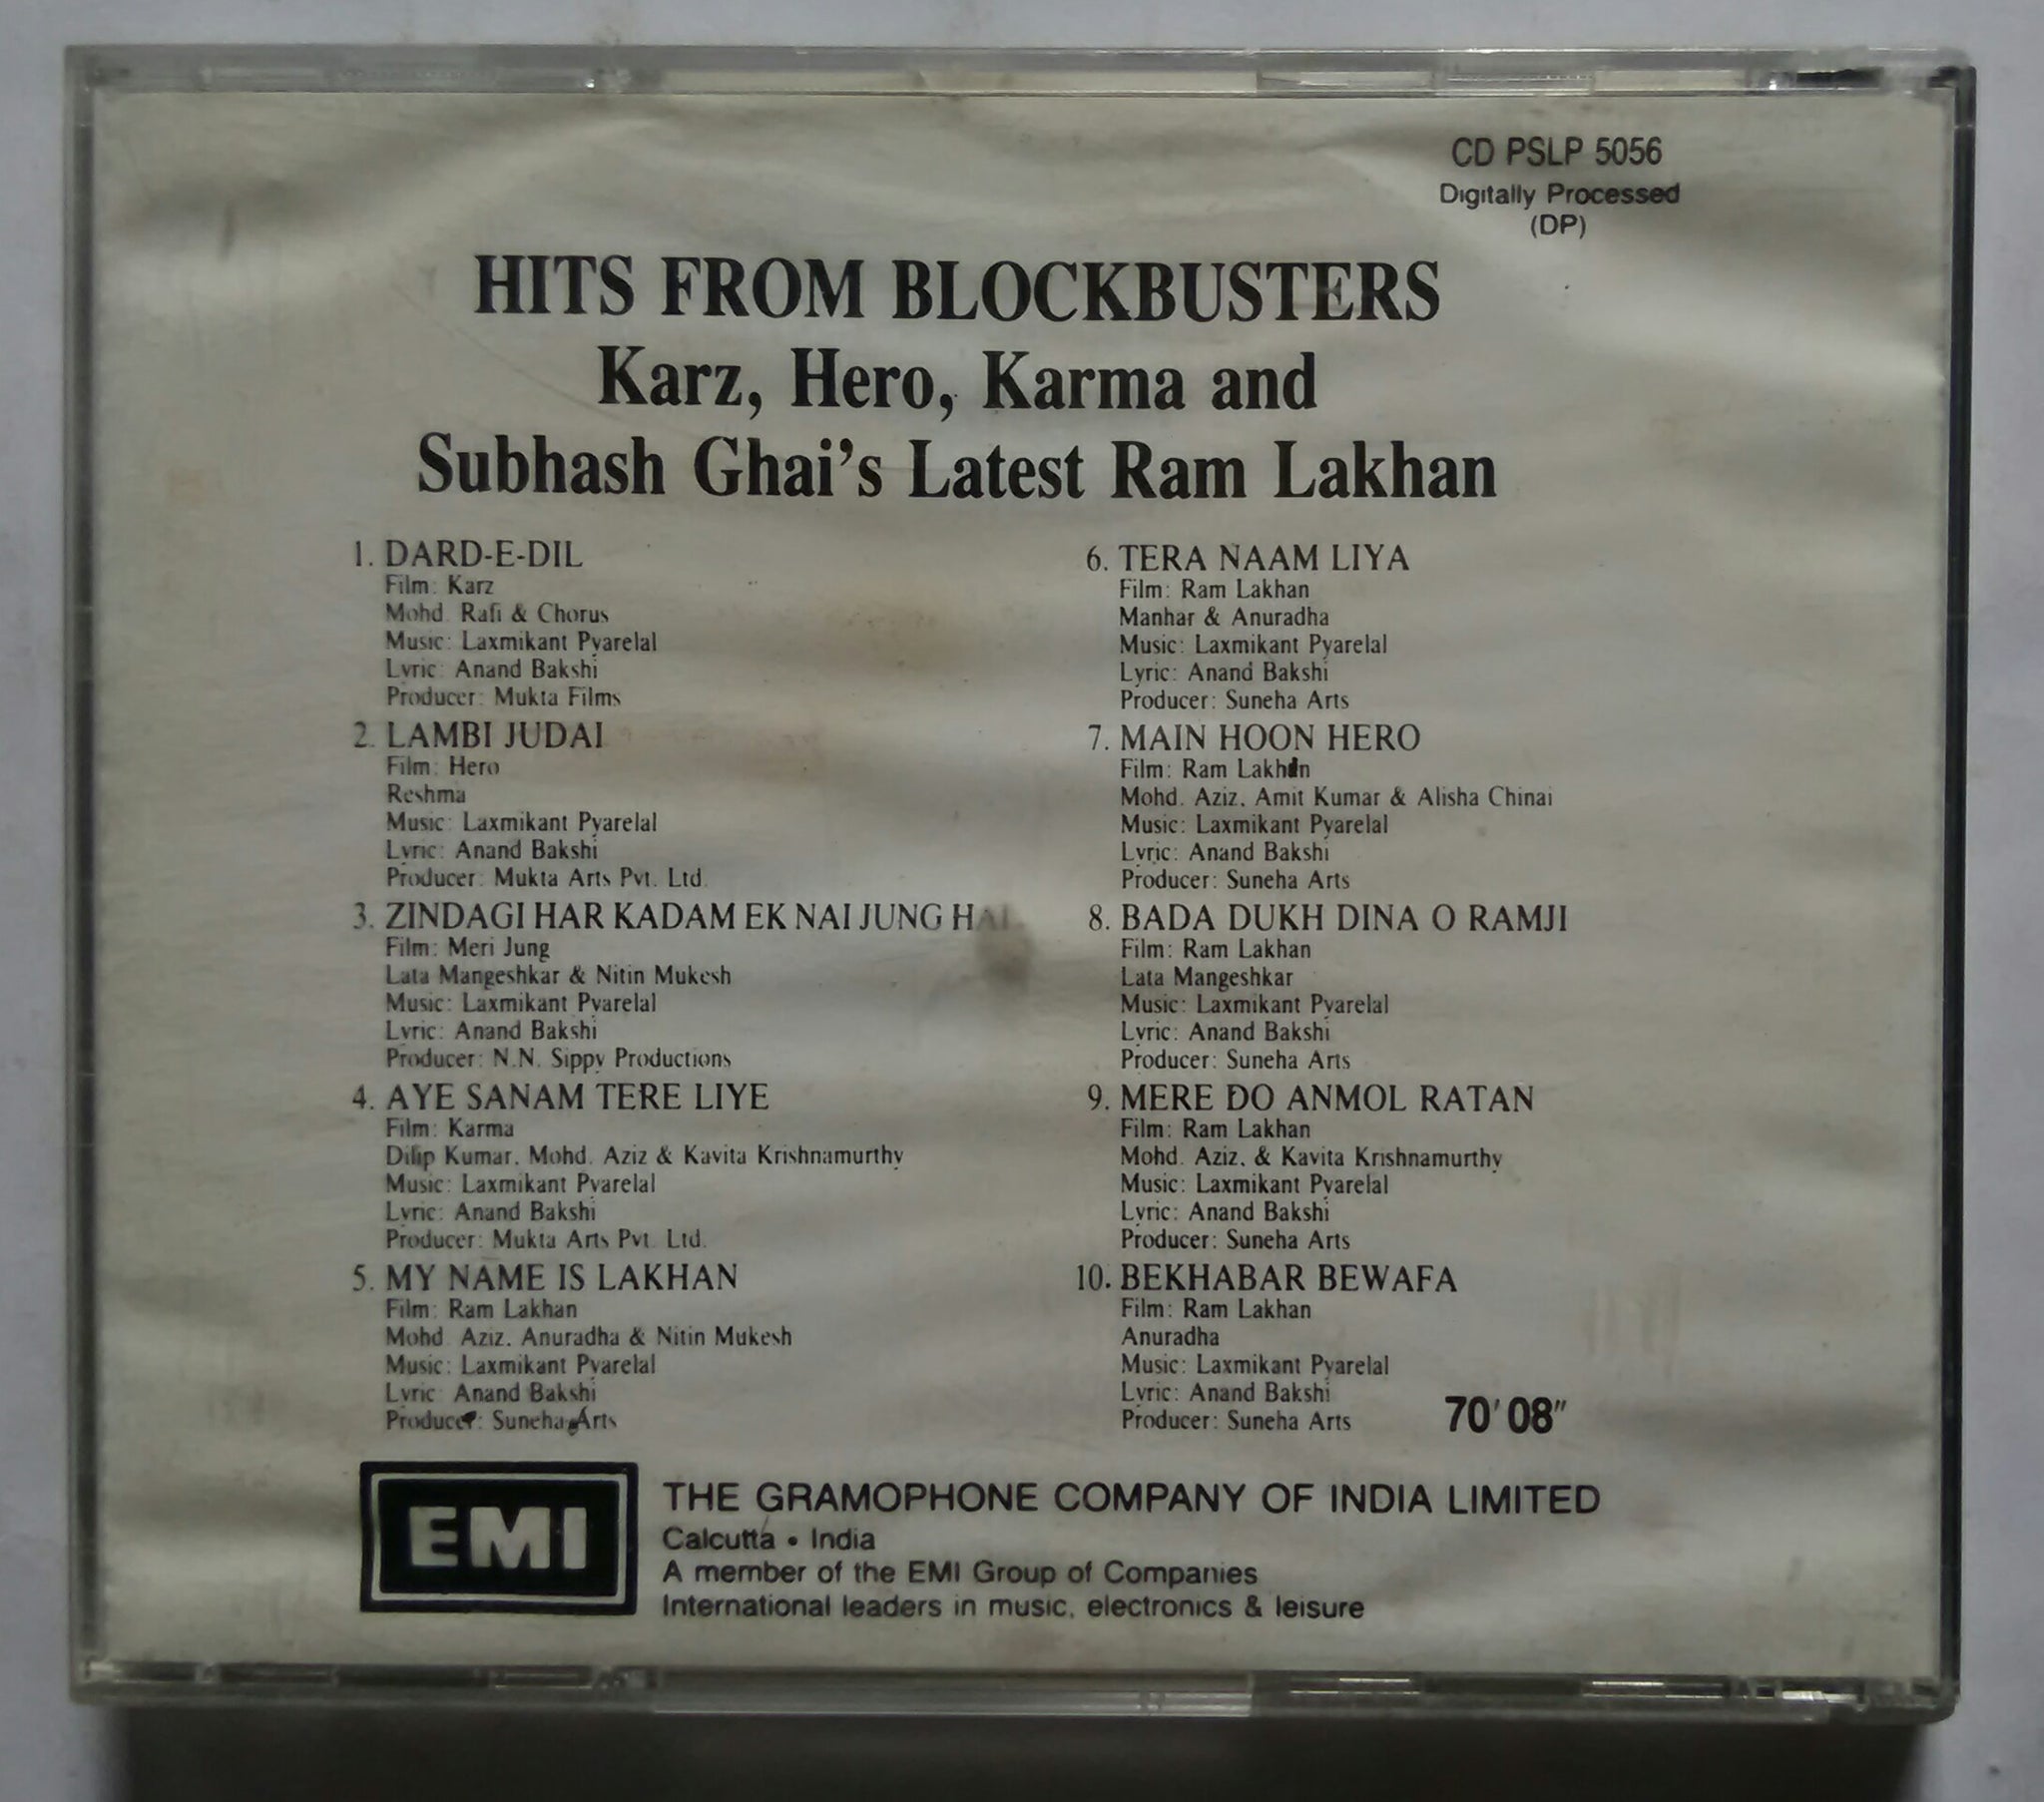 CD PSLP 5056
Digitally Processed
(DP)
HITS FROM BLOCKBUSTERS
Karz, Hero, Karma and
Subhash Ghai's Latest Ram Lakhan
1. DARD-E-DIL
Film: Karz
Mohd. Rafi & Chorus
Music: Laxmikant Pyarelal
Lyric: Anand Bakshi
Producer: Mukta Films
2. LAMBI JUDAI
Film: Hero
Reshma
Music: Laxmikant Pyarelal
Lyric: Anand Bakshi
Producer: Mukta Arts Pvt. Ltd.
3. ZINDAGI HAR KADAM EK NAI JUNG HAI
Film: Meri Jung
Lata Mangeshkar & Nitin Mukesh
Music: Laxmikant Pyarelal
Lyric: Anand Bakshi
Producer: N.N. Sippy Productions
4. AYE SANAM TERE LIYE
Film: Karma
Dilip Kumar, Mohd. Aziz & Kavita Krishnamurthy
Music: Laxmikant Pyarelal
Lyric: Anand Bakshi
Producer: Mukta Arts Pvt. Ltd.
5. MY NAME IS LAKHAN
Film: Ram Lakhan
Mohd. Aziz, Anuradha & Nitin Mukesh
Music: Laxmikant Pyarelal
Lyric: Anand Bakshi
Producer: Suneha Arts
6. TERA NAAM LIYA
Film: Ram Lakhan
Manhar & Anuradha
Music: Laxmikant Pyarelal
Lyric: Anand Bakshi
Producer: Suneha Arts
7. MAIN HOON HERO
Film: Ram Lakhan
Mohd. Aziz, Amit Kumar & Alisha Chinai
Music: Laxmikant Pyarelal
Lyric: Anand Bakshi
Producer: Suneha Arts
8. BADA DUKH DINA O RAMJI
Film: Ram Lakhan
Lata Mangeshkar
Music: Laxmikant Pyarelal
Lyric: Anand Bakshi
Producer: Suneha Arts
9. MERE DO ANMOL RATAN
Film: Ram Lakhan
Mohd. Aziz, & Kavita Krishnamurthy
Music: Laxmikant Pyarelal
Lyric: Anand Bakshi
Producer: Suneha Arts
10. BEKHABAR BEWAFA
Film: Ram Lakhan
Anuradha
Music: Laxmikant Pyarelal
Lyric: Anand Bakshi
Producer: Suneha Arts
70' 08"
EMI
THE GRAMOPHONE COMPANY OF INDIA LIMITED
Calcutta • India
A member of the EMI Group of Companies
International leaders in music, electronics & leisure